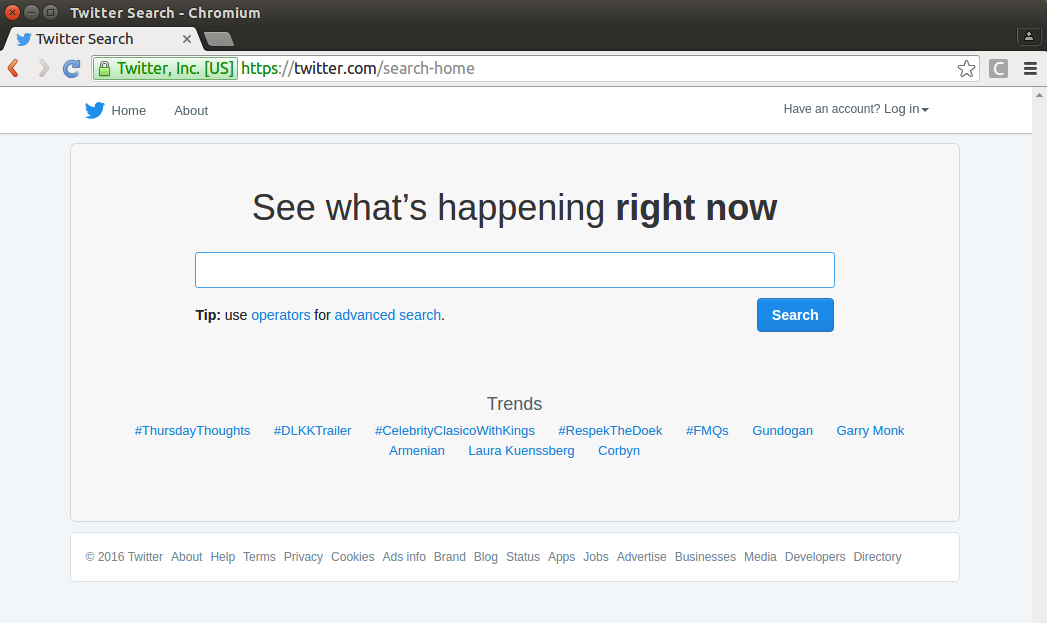 Twitter Search - Chromium
Twitter Search
Twitter, Inc. [US] https://twitter.com/search-home
C
Home About Have an account? Log in
See what’s happening right now
Tip: use operators for advanced search. Search
Trends
#ThursdayThoughts #DLKKTrailer #CelebrityClasicoWithKings #RespekTheDoek #FMQs Gundogan Garry Monk
Armenian Laura Kuenssberg Corbyn
© 2016 Twitter About Help Terms Privacy Cookies Ads info Brand Blog Status Apps Jobs Advertise Businesses Media Developers Directory